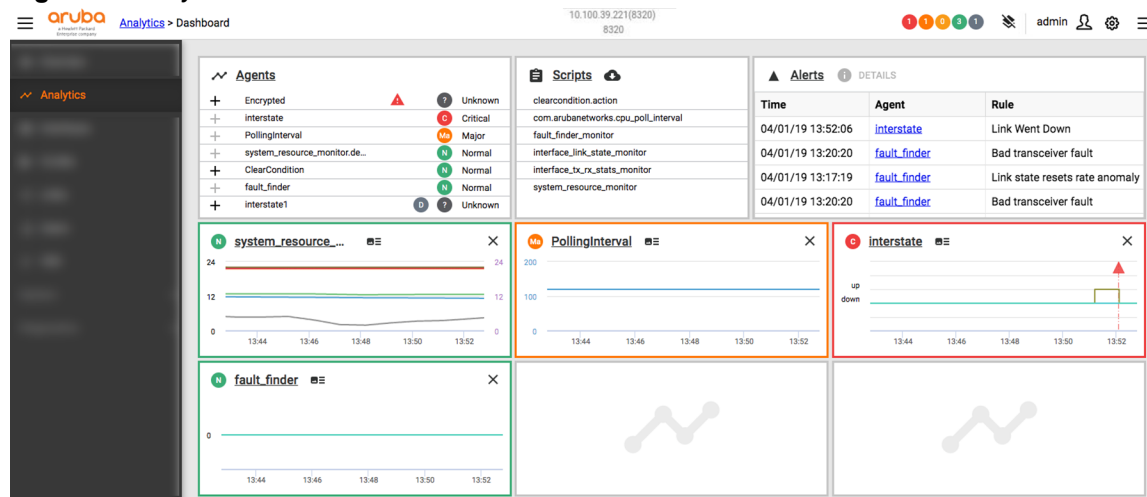 aruba
a Hewlett Packard
Enterprise company
Analytics > Dashboard
10.100.39.221(8320)
8320
1 1 0 3 1
admin
Analytics
Agents
Encrypted ? Unknown
interstate C Critical
PollingInterval Ma Major
system_resource_monitor.de... N Normal
ClearCondition N Normal
fault_finder N Normal
interstate1 D ? Unknown
Scripts
clearcondition.action
com.arubanetworks.cpu_poll_interval
fault_finder_monitor
interface_link_state_monitor
interface_tx_rx_stats_monitor
system_resource_monitor
Alerts i DETAILS
Time Agent Rule
04/01/19 13:52:06 interstate Link Went Down
04/01/19 13:20:20 fault_finder Bad transceiver fault
04/01/19 13:17:19 fault_finder Link state resets rate anomaly
04/01/19 13:20:20 fault_finder Bad transceiver fault
N system_resource_...
24 24
12 12
0 0
13:44 13:46 13:48 13:50 13:52
Ma PollingInterval
200
100
0
13:44 13:46 13:48 13:50 13:52
C interstate
up
down
13:44 13:46 13:48 13:50 13:52
N fault_finder
0
13:44 13:46 13:48 13:50 13:52